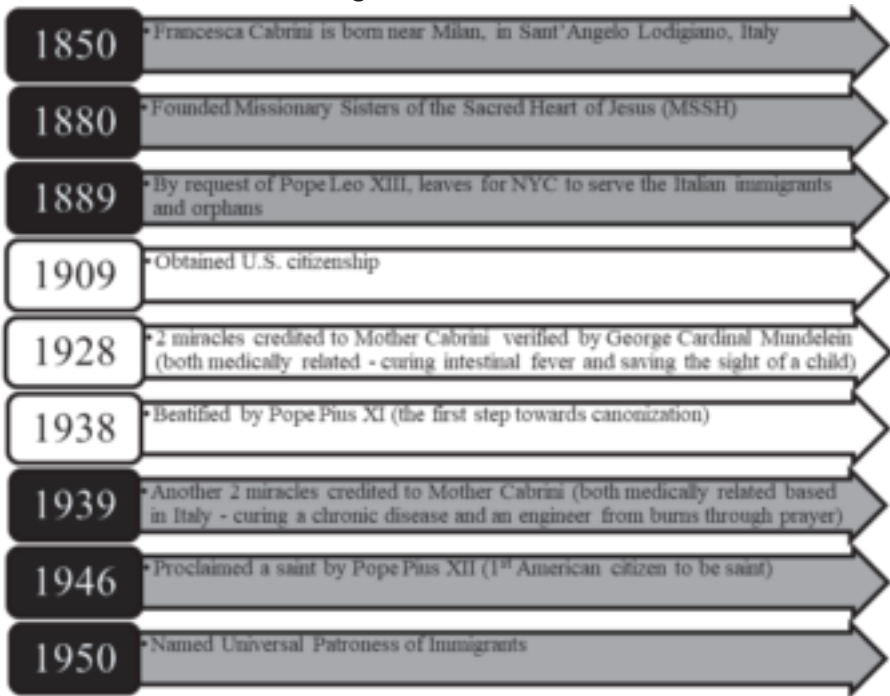 1850
• Francesca Cabrini is born near Milan, in Sant'Angelo Lodigiano, Italy
1880
• Founded Missionary Sisters of the Sacred Heart of Jesus (MSSH)
1889
• By request of Pope Leo XIII, leaves for NYC to serve the Italian immigrants
and orphans
1909
• Obtained U.S. citizenship
1928
• 2 miracles credited to Mother Cabrini verified by George Cardinal Mundelein
(both medically related - curing intestinal fever and saving the sight of a child)
1938
• Beatified by Pope Pius XI (the first step towards canonization)
1939
• Another 2 miracles credited to Mother Cabrini (both medically related based
in Italy - curing a chronic disease and an engineer from burns through prayer)
1946
• Proclaimed a saint by Pope Pius XII (1st American citizen to be saint)
1950
• Named Universal Patroness of Immigrants